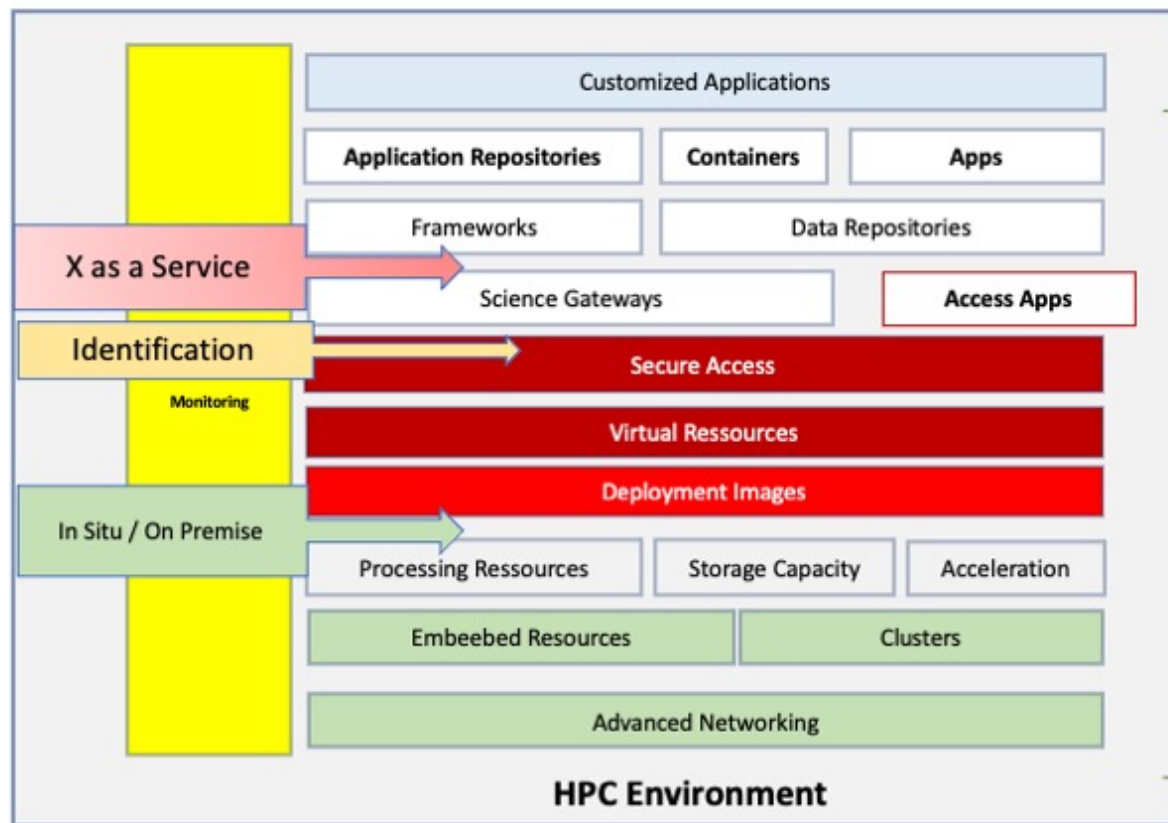 Customized Applications
Application Repositories
Containers
Apps
Frameworks
Data Repositories
X as a Service
Science Gateways
Access Apps
Identification
Secure Access
Monitoring
Virtual Ressources
Deployment Images
In Situ / On Premise
Processing Ressources
Storage Capacity
Acceleration
Embeebed Resources
Clusters
Advanced Networking
HPC Environment